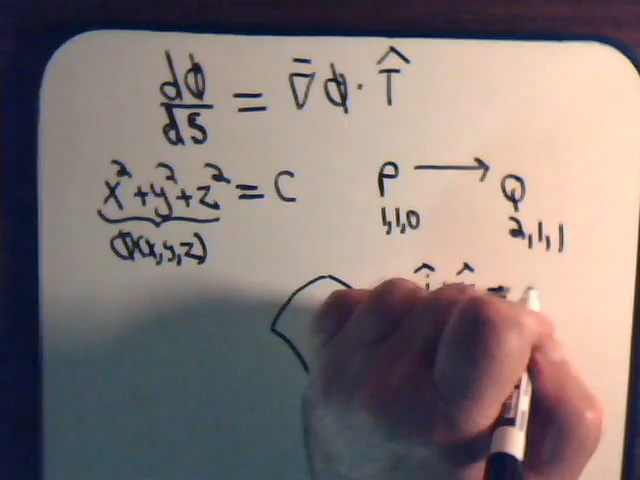 dΦ/dS = ∇̄Φ · T̂
x² + y² + z² = C
Φ(x,y,z)
P → Q
1,1,0
2,1,1